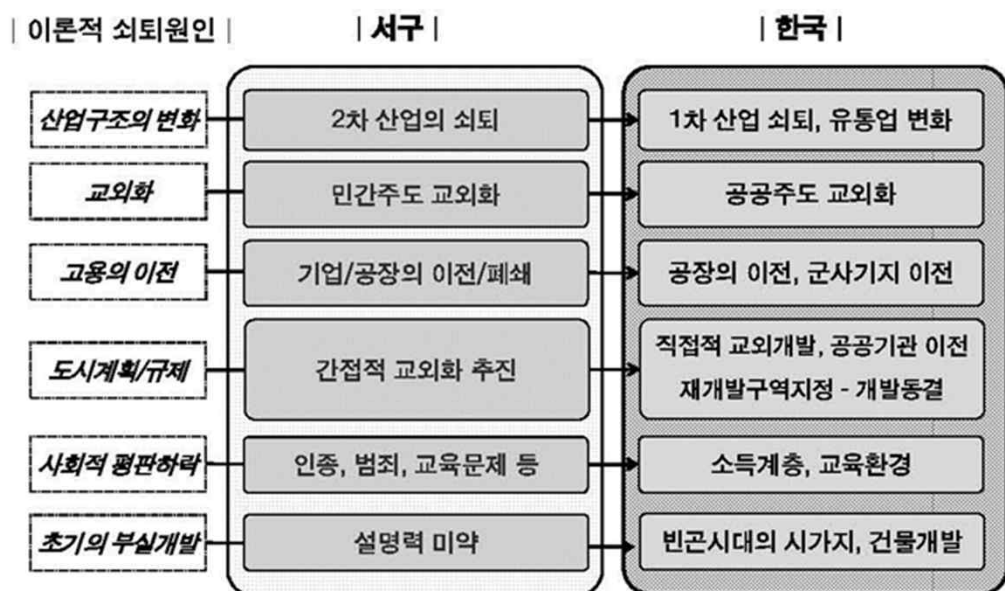 | 이론적 쇠퇴원인 | | 서구 | | 한국 |
산업구조의 변화 2차 산업의 쇠퇴 1차 산업 쇠퇴, 유통업 변화
교외화 민간주도 교외화 공공주도 교외화
고용의 이전 기업/공장의 이전/폐쇄 공장의 이전, 군사기지 이전
도시계획/규제 간접적 교외화 추진 직접적 교외개발, 공공기관 이전
재개발구역지정 - 개발동결
사회적 평판하락 인종, 범죄, 교육문제 등 소득계층, 교육환경
초기의 부실개발 설명력 미약 빈곤시대의 시가지, 건물개발